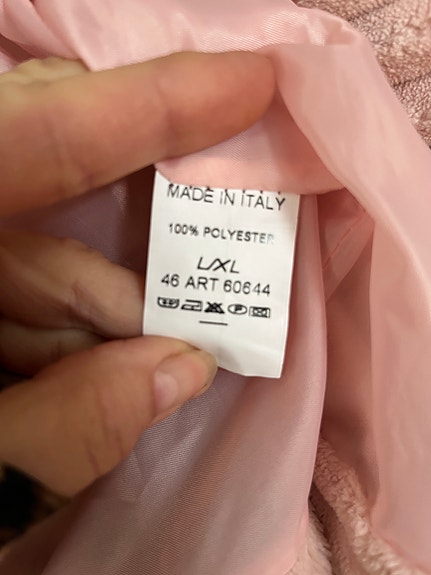 MADE IN ITALY
100% POLYESTER
L/XL
46 ART 60644